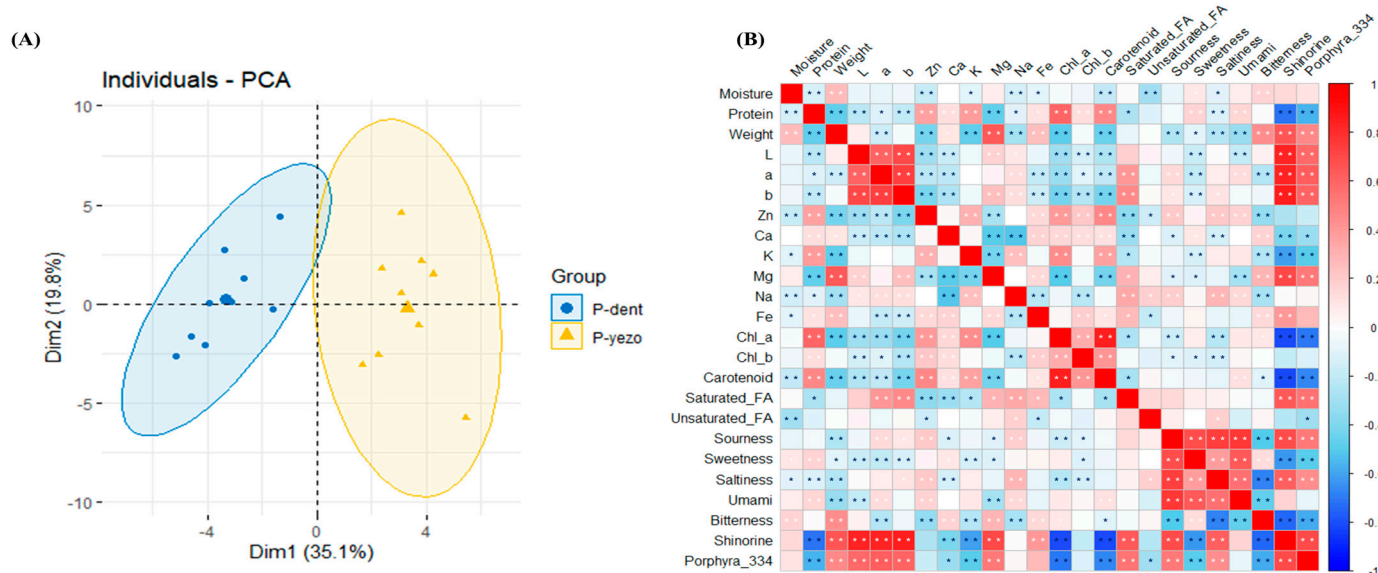 (A)
Individuals - PCA
10
5
0
-5
-10
-4
0
4
Dim2 (19.8%)
Dim1 (35.1%)
Group
P-dent
P-yezo
(B)
Moisture
Protein
Weight
L
a
b
Zn
Ca
K
Mg
Na
Fe
Chl_a
Chl_b
Carotenoid
Saturated_FA
Unsaturated_FA
Sourness
Sweetness
Saltiness
Umami
Bitterness
Shinorine
Porphyra_334
Moisture
Protein
Weight
L
a
b
Zn
Ca
K
Mg
Na
Fe
Chl_a
Chl_b
Carotenoid
Saturated_FA
Unsaturated_FA
Sourness
Sweetness
Saltiness
Umami
Bitterness
Shinorine
Porphyra_334
1
0.8
0.6
0.4
0.2
0